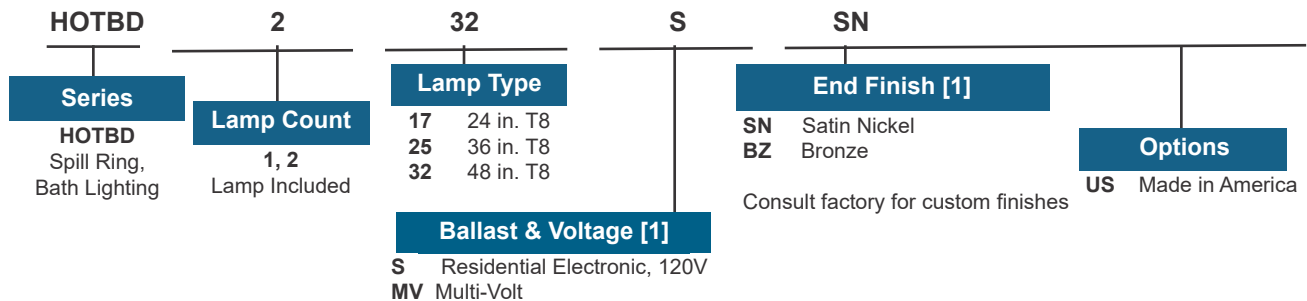 HOTBD 2 32 S SN
Series
HOTBD
Spill Ring,
Bath Lighting
Lamp Count
1, 2
Lamp Included
Lamp Type
17 24 in. T8
25 36 in. T8
32 48 in. T8
Ballast & Voltage [1]
S Residential Electronic, 120V
MV Multi-Volt
End Finish [1]
SN Satin Nickel
BZ Bronze
Consult factory for custom finishes
Options
US Made in America